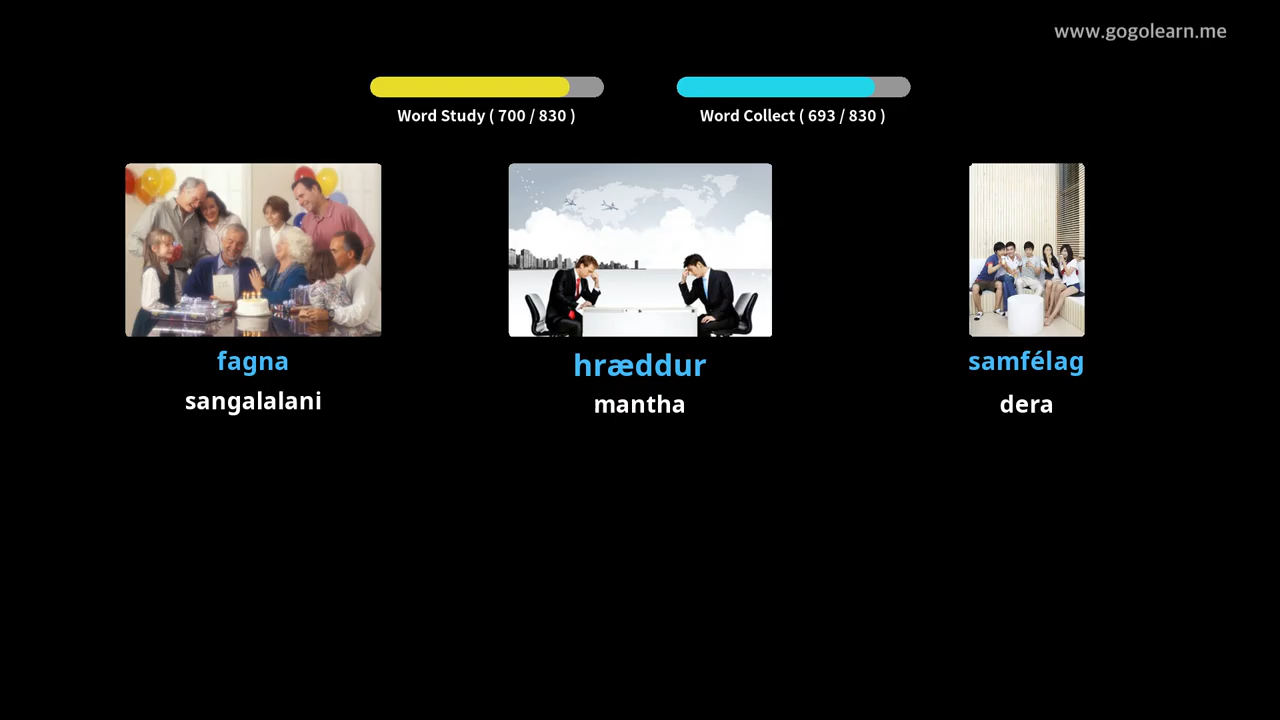 www.gogolearn.me
Word Study ( 700 / 830 )
Word Collect ( 693 / 830 )
fagna
sangalalani
hræddur
mantha
samfélag
dera